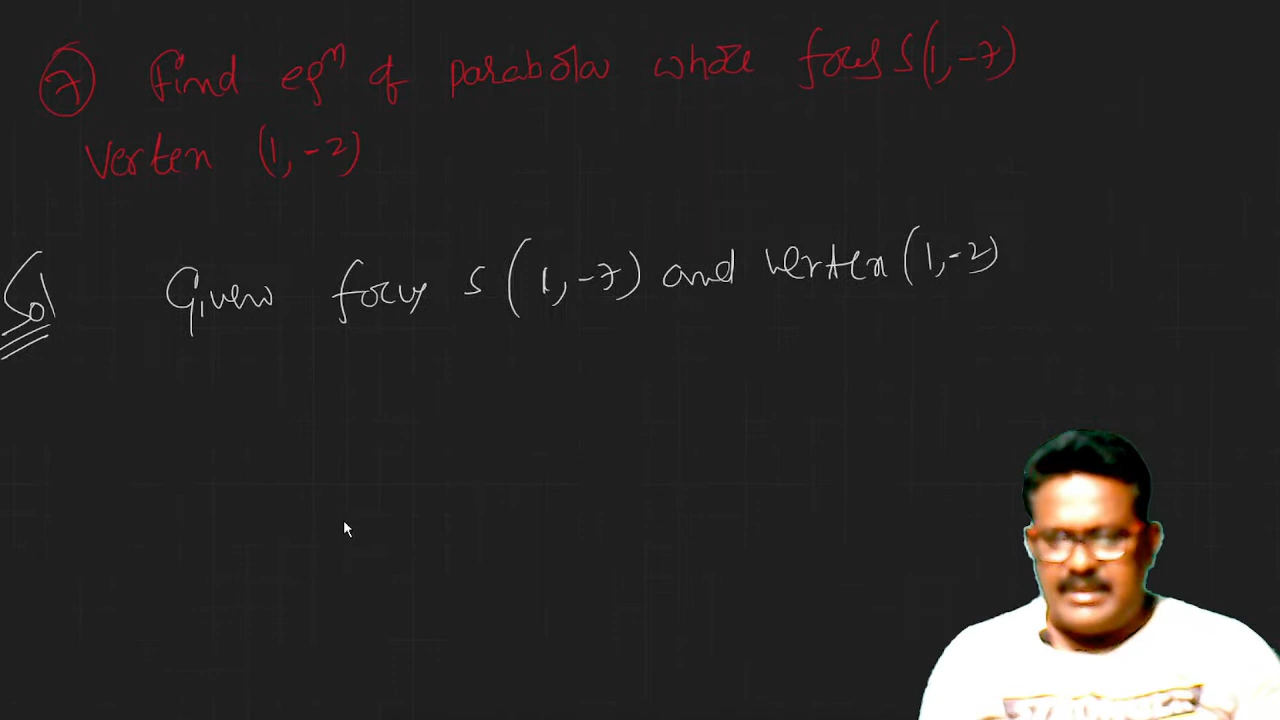 7 Find eqn of parabola whose focus S(1,-7)
Vertex (1,-2)
Sol Given focus S(1,-7) and vertex (1,-2)